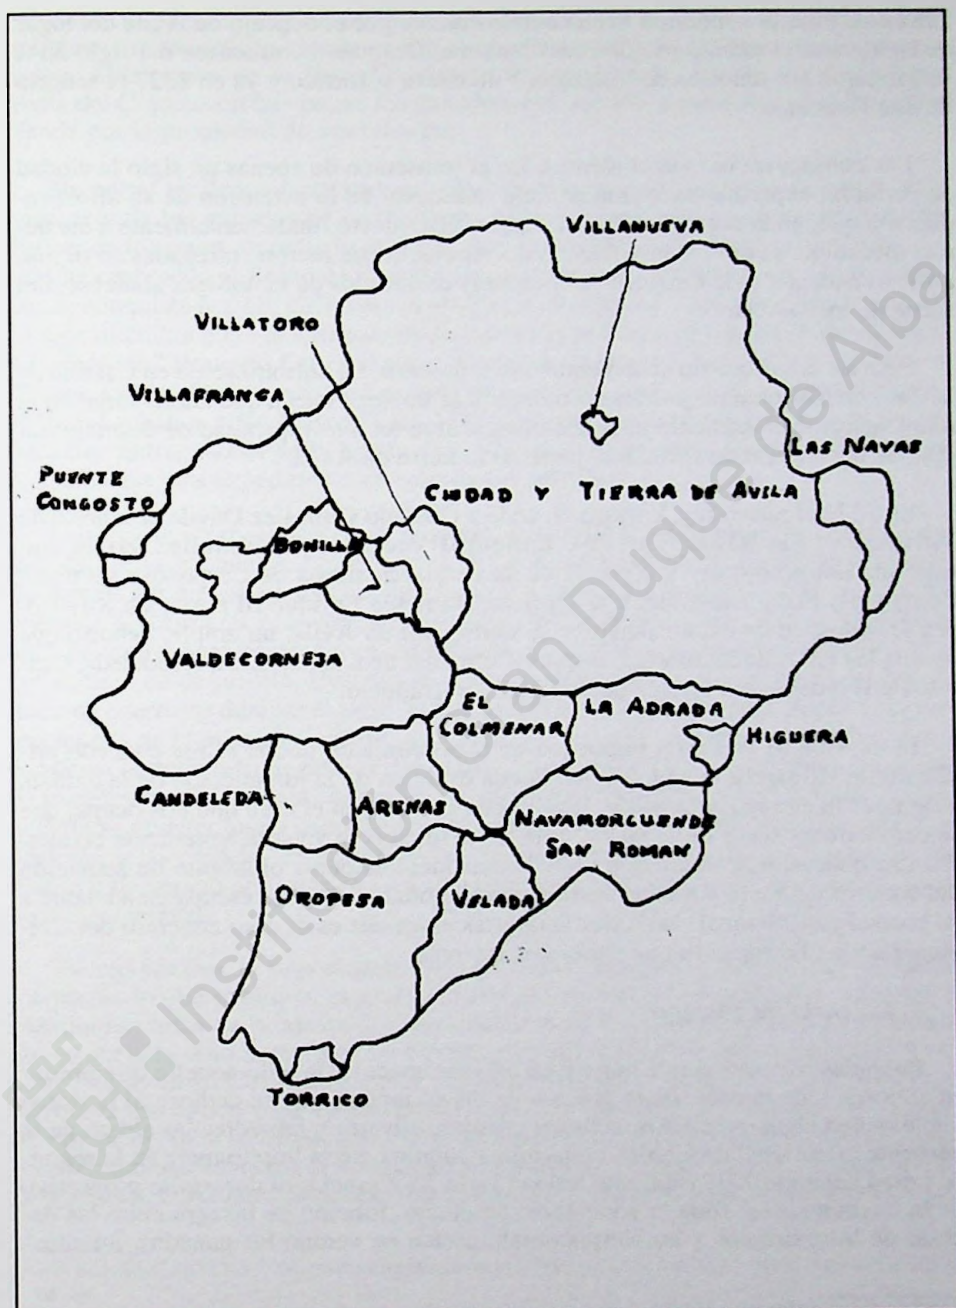 VILLANUEVA
VILLATORO
VILLAFRANCA
LAS NAVAS
PUENTE
CONGOSTO
CIUDAD Y TIERRA DE AVILA
BONILLA
VALDECORNEJA
EL
COLMENAR
LA ADRADA
HIGUERA
CANDELEDA
ARENAS
NAVAMORCUENDE
SAN ROMAN
OROPESA
VELADA
TORRICO
Institución Gran Duque de Alba